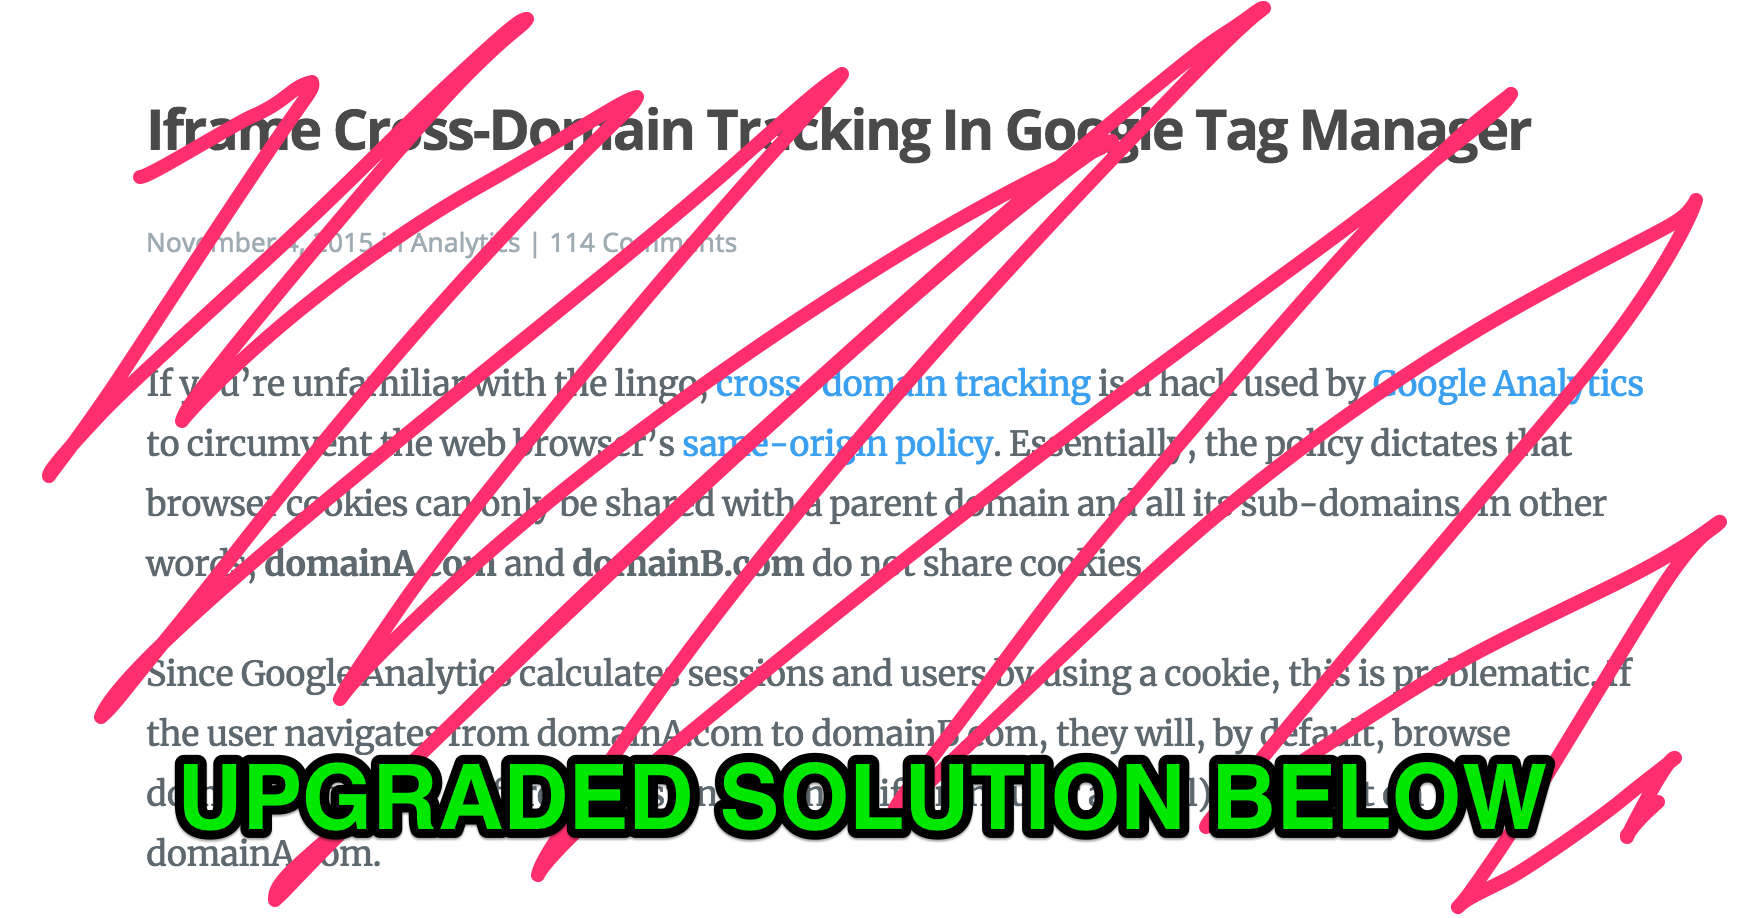 Iframe Cross-Domain Tracking In Google Tag Manager
November 4, 2015 in Analytics | 114 Comments
If you’re unfamiliar with the lingo, cross-domain tracking is a hack used by Google Analytics
to circumvent the web browser’s same-origin policy. Essentially, the policy dictates that
browser cookies can only be shared with a parent domain and all its sub-domains. In other
words, domainA.com and domainB.com do not share cookies.
Since Google Analytics calculates sessions and users by using a cookie, this is problematic. If
the user navigates from domainA.com to domainB.com, they will, by default, browse
UPGRADED SOLUTION BELOW
domainA.com.